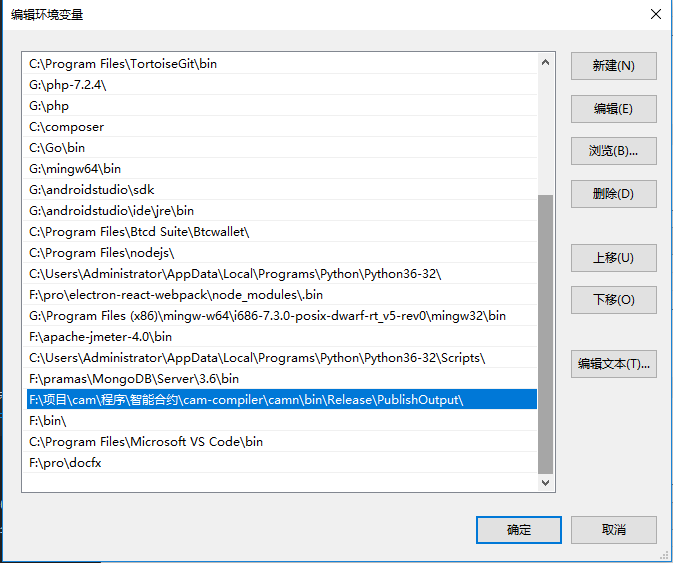 编辑环境变量
C:\Program Files\TortoiseGit\bin
G:\php-7.2.4\
G:\php
C:\composer
C:\Go\bin
G:\mingw64\bin
G:\androidstudio\sdk
G:\androidstudio\ide\jre\bin
C:\Program Files\Btcd Suite\Btcwallet\
C:\Program Files\nodejs\
C:\Users\Administrator\AppData\Local\Programs\Python\Python36-32\
F:\pro\electron-react-webpack\node_modules\.bin
G:\Program Files (x86)\mingw-w64\i686-7.3.0-posix-dwarf-rt_v5-rev0\mingw32\bin
F:\apache-jmeter-4.0\bin
C:\Users\Administrator\AppData\Local\Programs\Python\Python36-32\Scripts\
F:\pramas\MongoDB\Server\3.6\bin
F:\项目\cam\程序\智能合约\cam-compiler\camn\bin\Release\PublishOutput\
F:\bin\
C:\Program Files\Microsoft VS Code\bin
F:\pro\docfx
新建(N)
编辑(E)
浏览(B)...
删除(D)
上移(U)
下移(O)
编辑文本(T)...
确定
取消